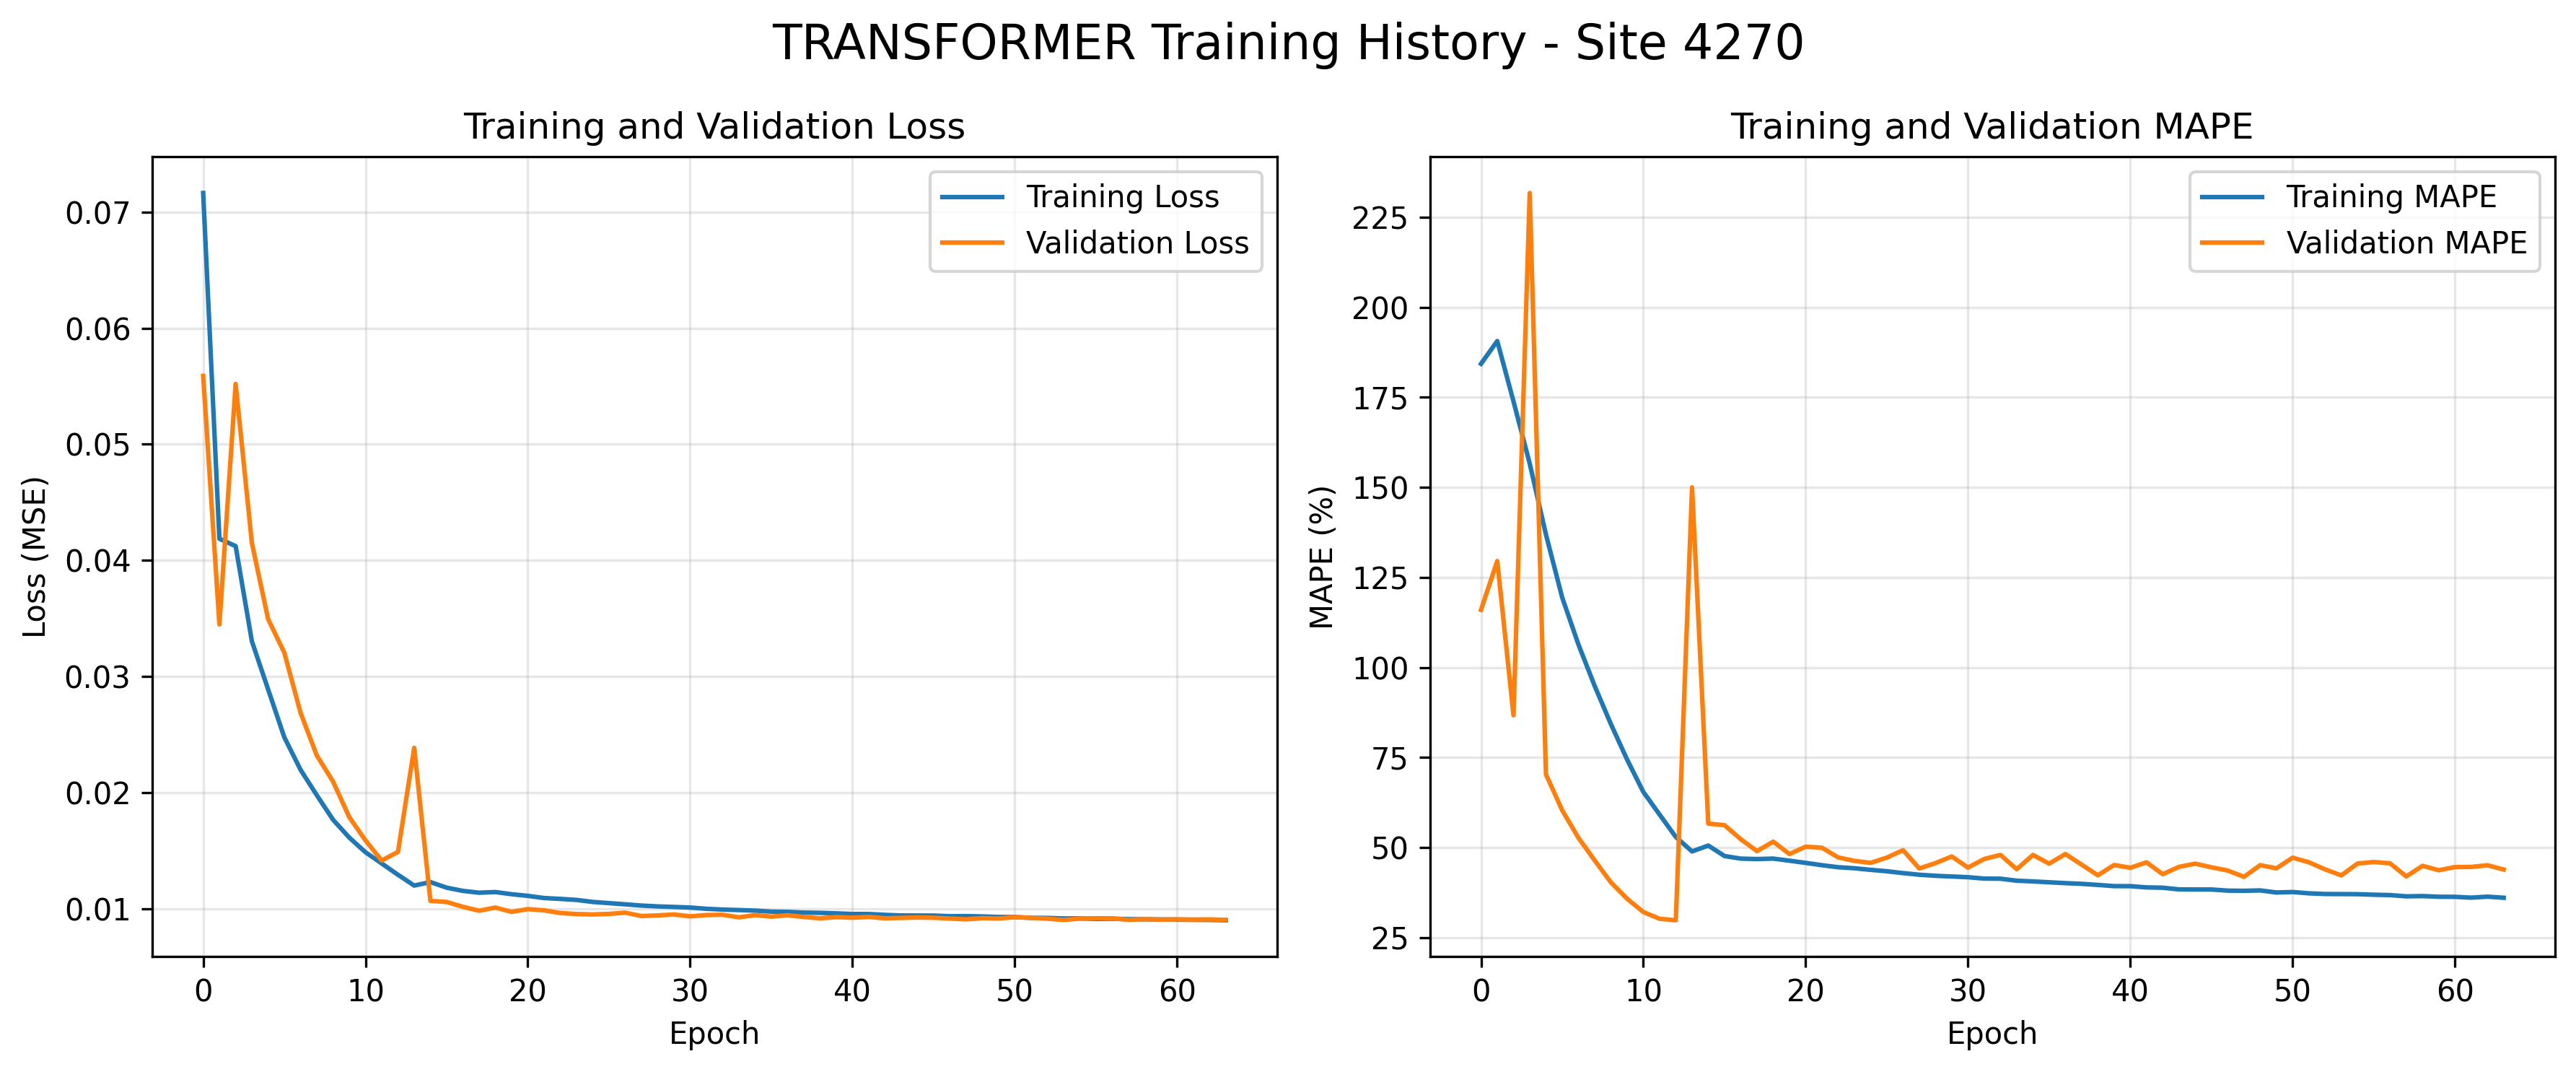 TRANSFORMER Training History - Site 4270
Training and Validation Loss
Training Loss
Validation Loss
0.07
0.06
0.05
0.04
0.03
0.02
0.01
Loss (MSE)
0 10 20 30 40 50 60
Epoch
Training and Validation MAPE
Training MAPE
Validation MAPE
225
200
175
150
125
100
75
50
25
MAPE (%)
0 10 20 30 40 50 60
Epoch